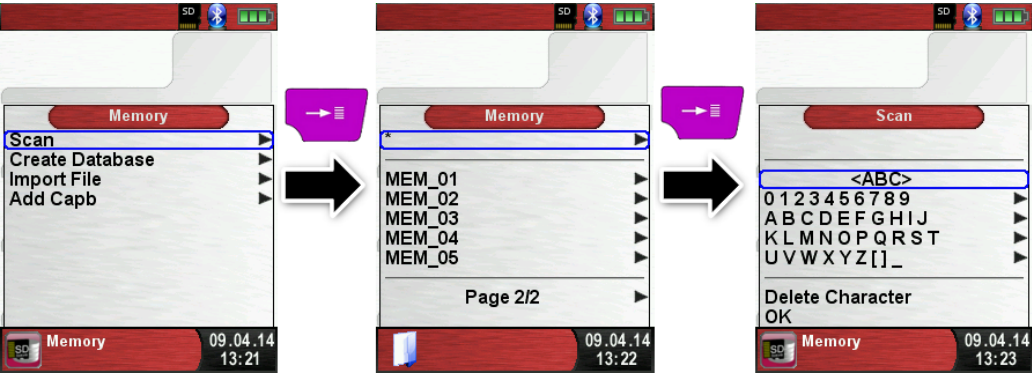 SD
Memory
Scan
Create Database
Import File
Add Capb
SD
Memory
09.04.14
13:21
SD
Memory
*
MEM_01
MEM_02
MEM_03
MEM_04
MEM_05
Page 2/2
09.04.14
13:22
SD
Scan
<ABC>
0 1 2 3 4 5 6 7 8 9
A B C D E F G H I J
K L M N O P Q R S T
U V W X Y Z [ ] _
Delete Character
OK
SD
Memory
09.04.14
13:23